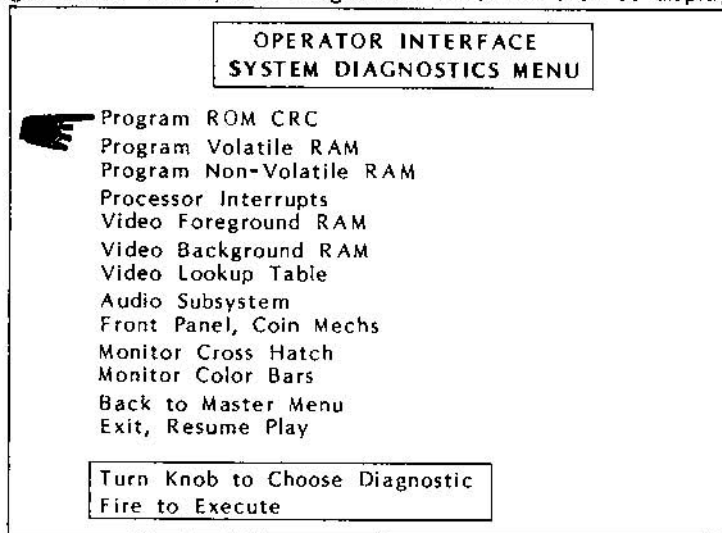 OPERATOR INTERFACE
SYSTEM DIAGNOSTICS MENU
Program ROM CRC
Program Volatile RAM
Program Non-Volatile RAM
Processor Interrupts
Video Foreground RAM
Video Background RAM
Video Lookup Table
Audio Subsystem
Front Panel, Coin Mechs
Monitor Cross Hatch
Monitor Color Bars
Back to Master Menu
Exit, Resume Play
Turn Knob to Choose Diagnostic
Fire to Execute